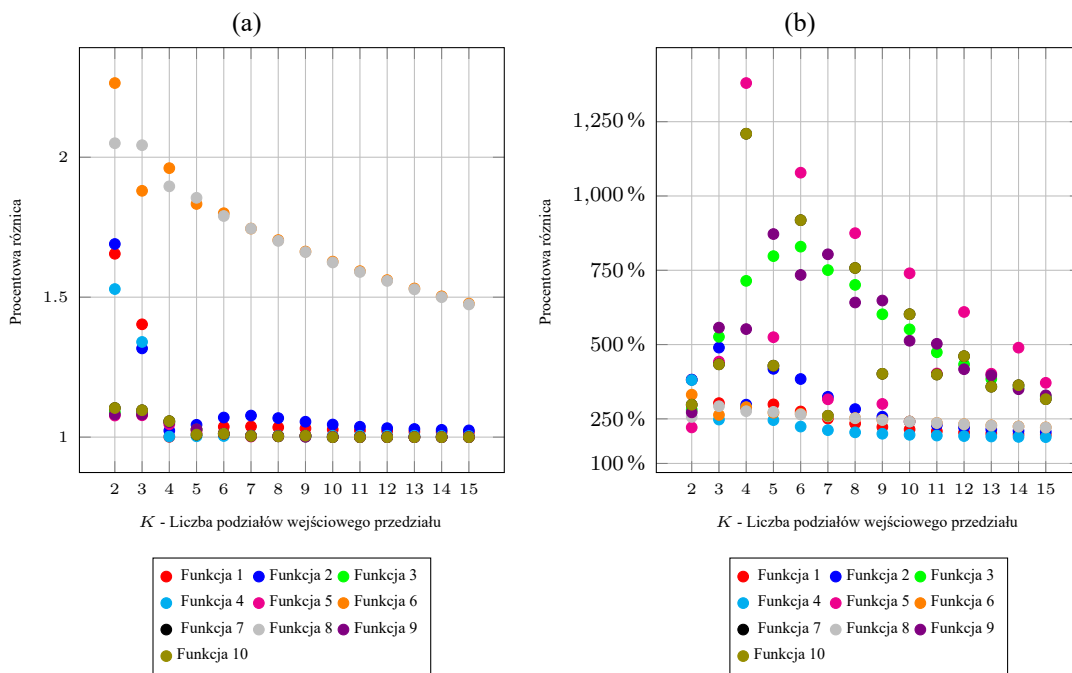 (a)
2
1.5
1
Procentowa róznica
2 3 4 5 6 7 8 9 10 11 12 13 14 15
K - Liczba podziałów wejściowego przedziału
Funkcja 1 Funkcja 2 Funkcja 3
Funkcja 4 Funkcja 5 Funkcja 6
Funkcja 7 Funkcja 8 Funkcja 9
Funkcja 10
(b)
1,250 %
1,000 %
750 %
500 %
250 %
100 %
Procentowa róznica
2 3 4 5 6 7 8 9 10 11 12 13 14 15
K - Liczba podziałów wejściowego przedziału
Funkcja 1 Funkcja 2 Funkcja 3
Funkcja 4 Funkcja 5 Funkcja 6
Funkcja 7 Funkcja 8 Funkcja 9
Funkcja 10